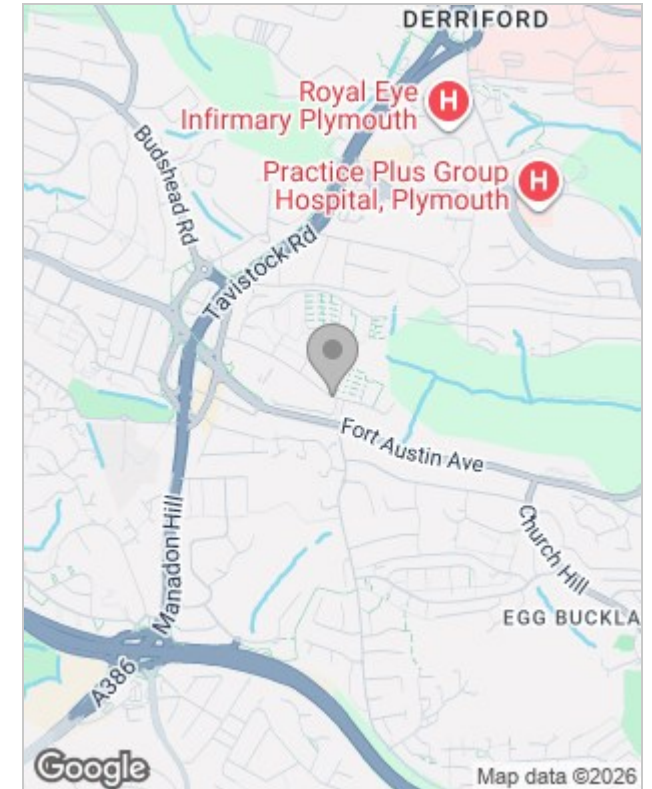 DERRIFORD
Royal Eye
Infirmary Plymouth
H
Practice Plus Group
Hospital, Plymouth
H
Budshead Rd
Tavistock Rd
Fort Austin Ave
Church Hill
Manadon Hill
EGG BUCKLA
A386
Google
Map data ©2026